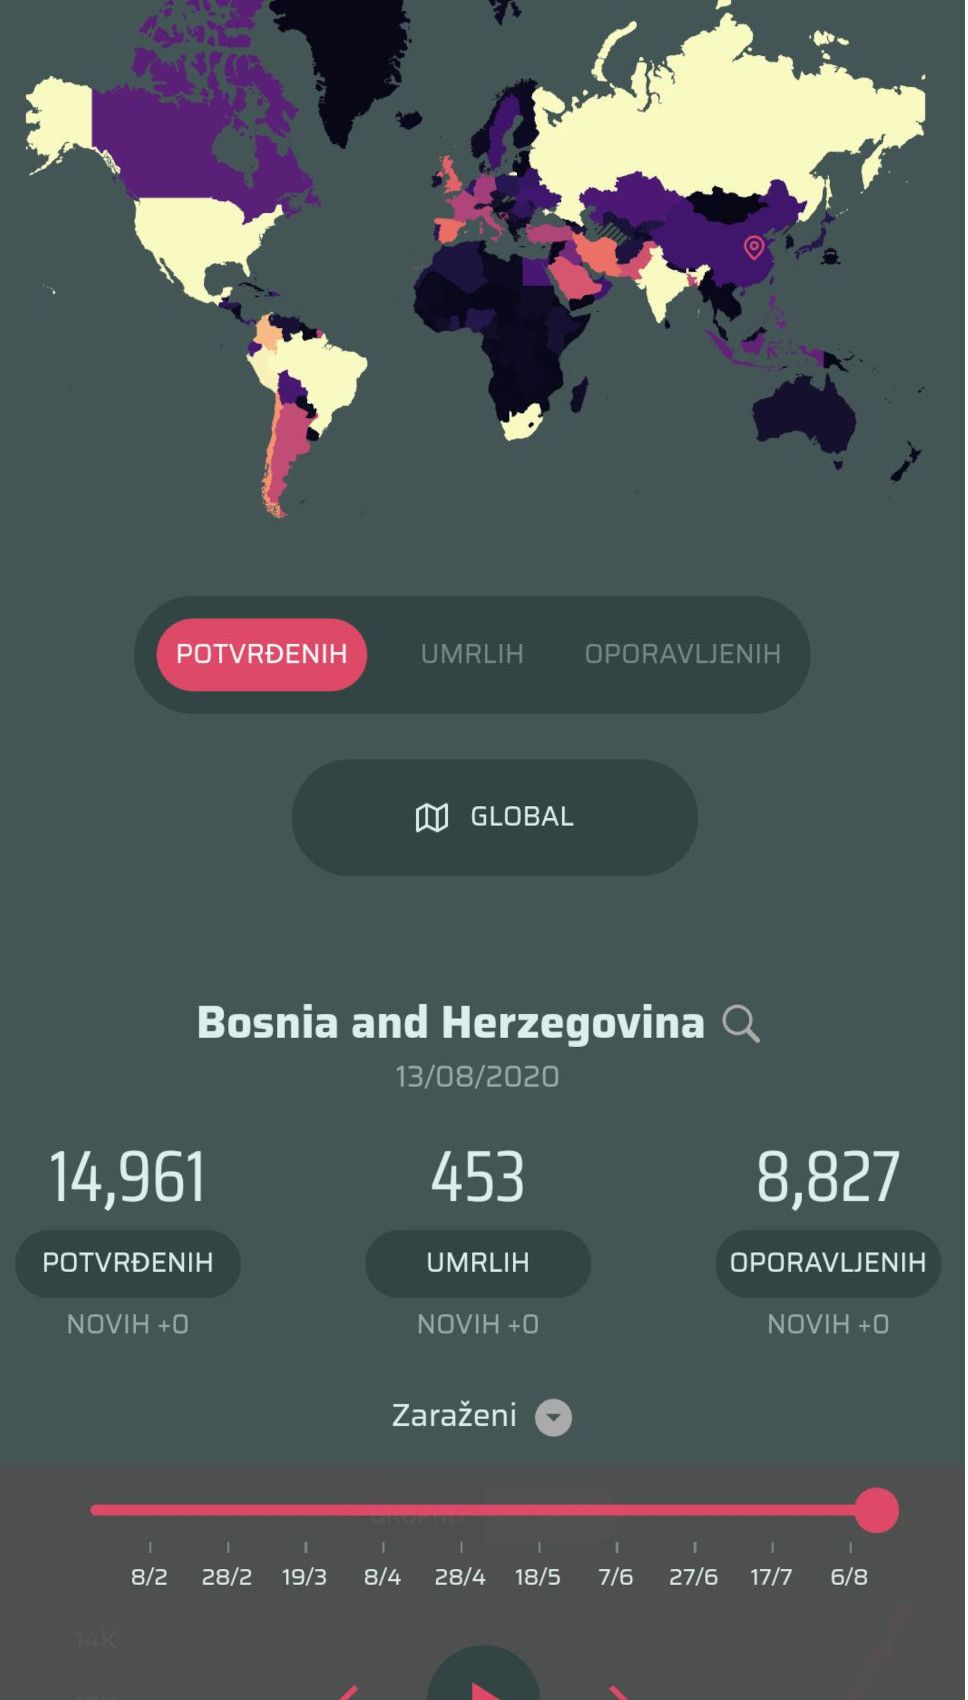 POTVRĐENIH UMRLIH OPORAVLJENIH
GLOBAL
Bosnia and Herzegovina
13/08/2020
14,961 453 8,827
POTVRĐENIH UMRLIH OPORAVLJENIH
NOVIH +0 NOVIH +0 NOVIH +0
Zaraženi
8/2 28/2 19/3 8/4 28/4 18/5 7/6 27/6 17/7 6/8
14K